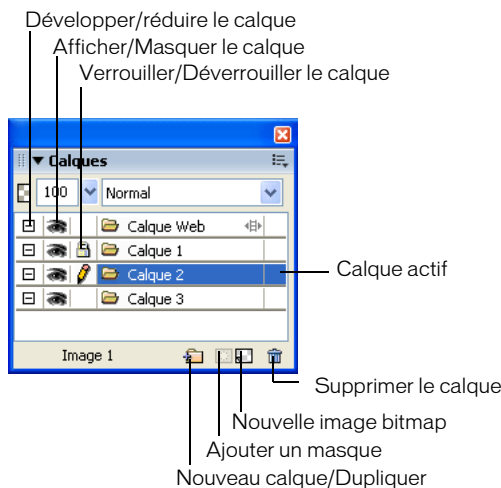 Développer/réduire le calque
Afficher/Masquer le calque
Verrouiller/Déverrouiller le calque
Calques
100 Normal
Calque Web
Calque 1
Calque 2
Calque actif
Calque 3
Image 1
Supprimer le calque
Nouvelle image bitmap
Ajouter un masque
Nouveau calque/Dupliquer